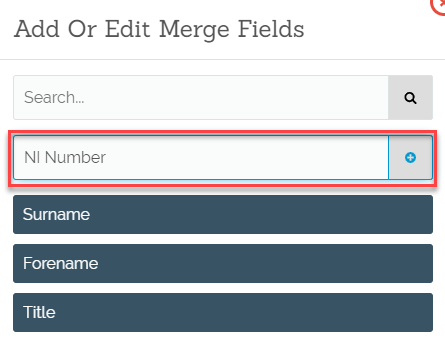 Add Or Edit Merge Fields
Search...
NI Number
Surname
Forename
Title